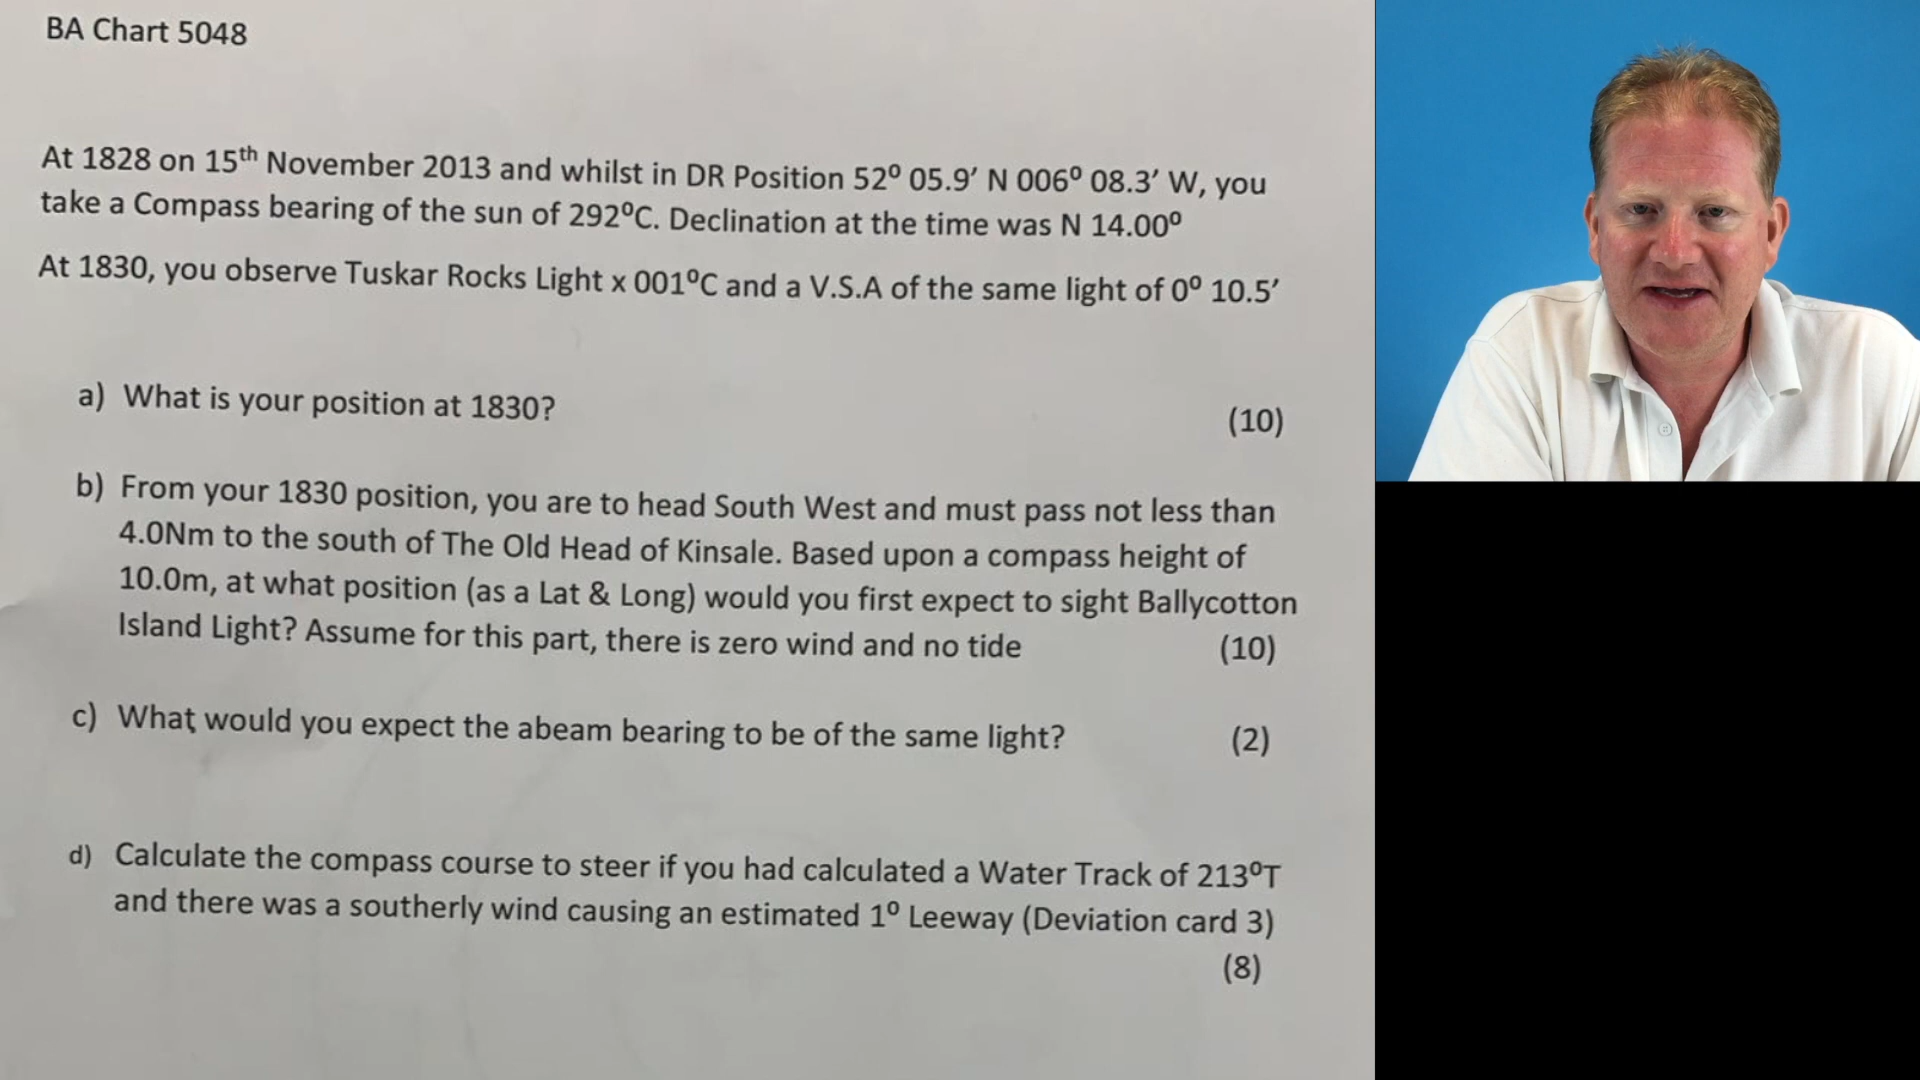 BA Chart 5048
At 1828 on 15th November 2013 and whilst in DR Position 52⁰ 05.9’ N 006⁰ 08.3’ W, you
take a Compass bearing of the sun of 292⁰C. Declination at the time was N 14.00⁰
At 1830, you observe Tuskar Rocks Light x 001⁰C and a V.S.A of the same light of 0⁰ 10.5’
a) What is your position at 1830?
(10)
b) From your 1830 position, you are to head South West and must pass not less than
4.0Nm to the south of The Old Head of Kinsale. Based upon a compass height of
10.0m, at what position (as a Lat & Long) would you first expect to sight Ballycotton
Island Light? Assume for this part, there is zero wind and no tide (10)
c) What would you expect the abeam bearing to be of the same light? (2)
d) Calculate the compass course to steer if you had calculated a Water Track of 213⁰T
and there was a southerly wind causing an estimated 1⁰ Leeway (Deviation card 3)
(8)